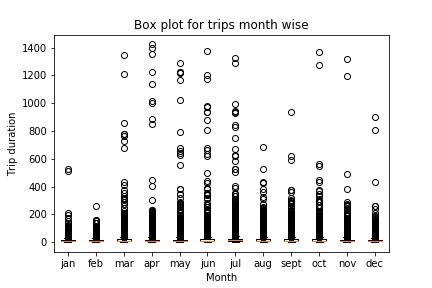 Box plot for trips month wise
Trip duration
1400
1200
1000
800
600
400
200
0
jan feb mar apr may jun jul aug sept oct nov dec
Month